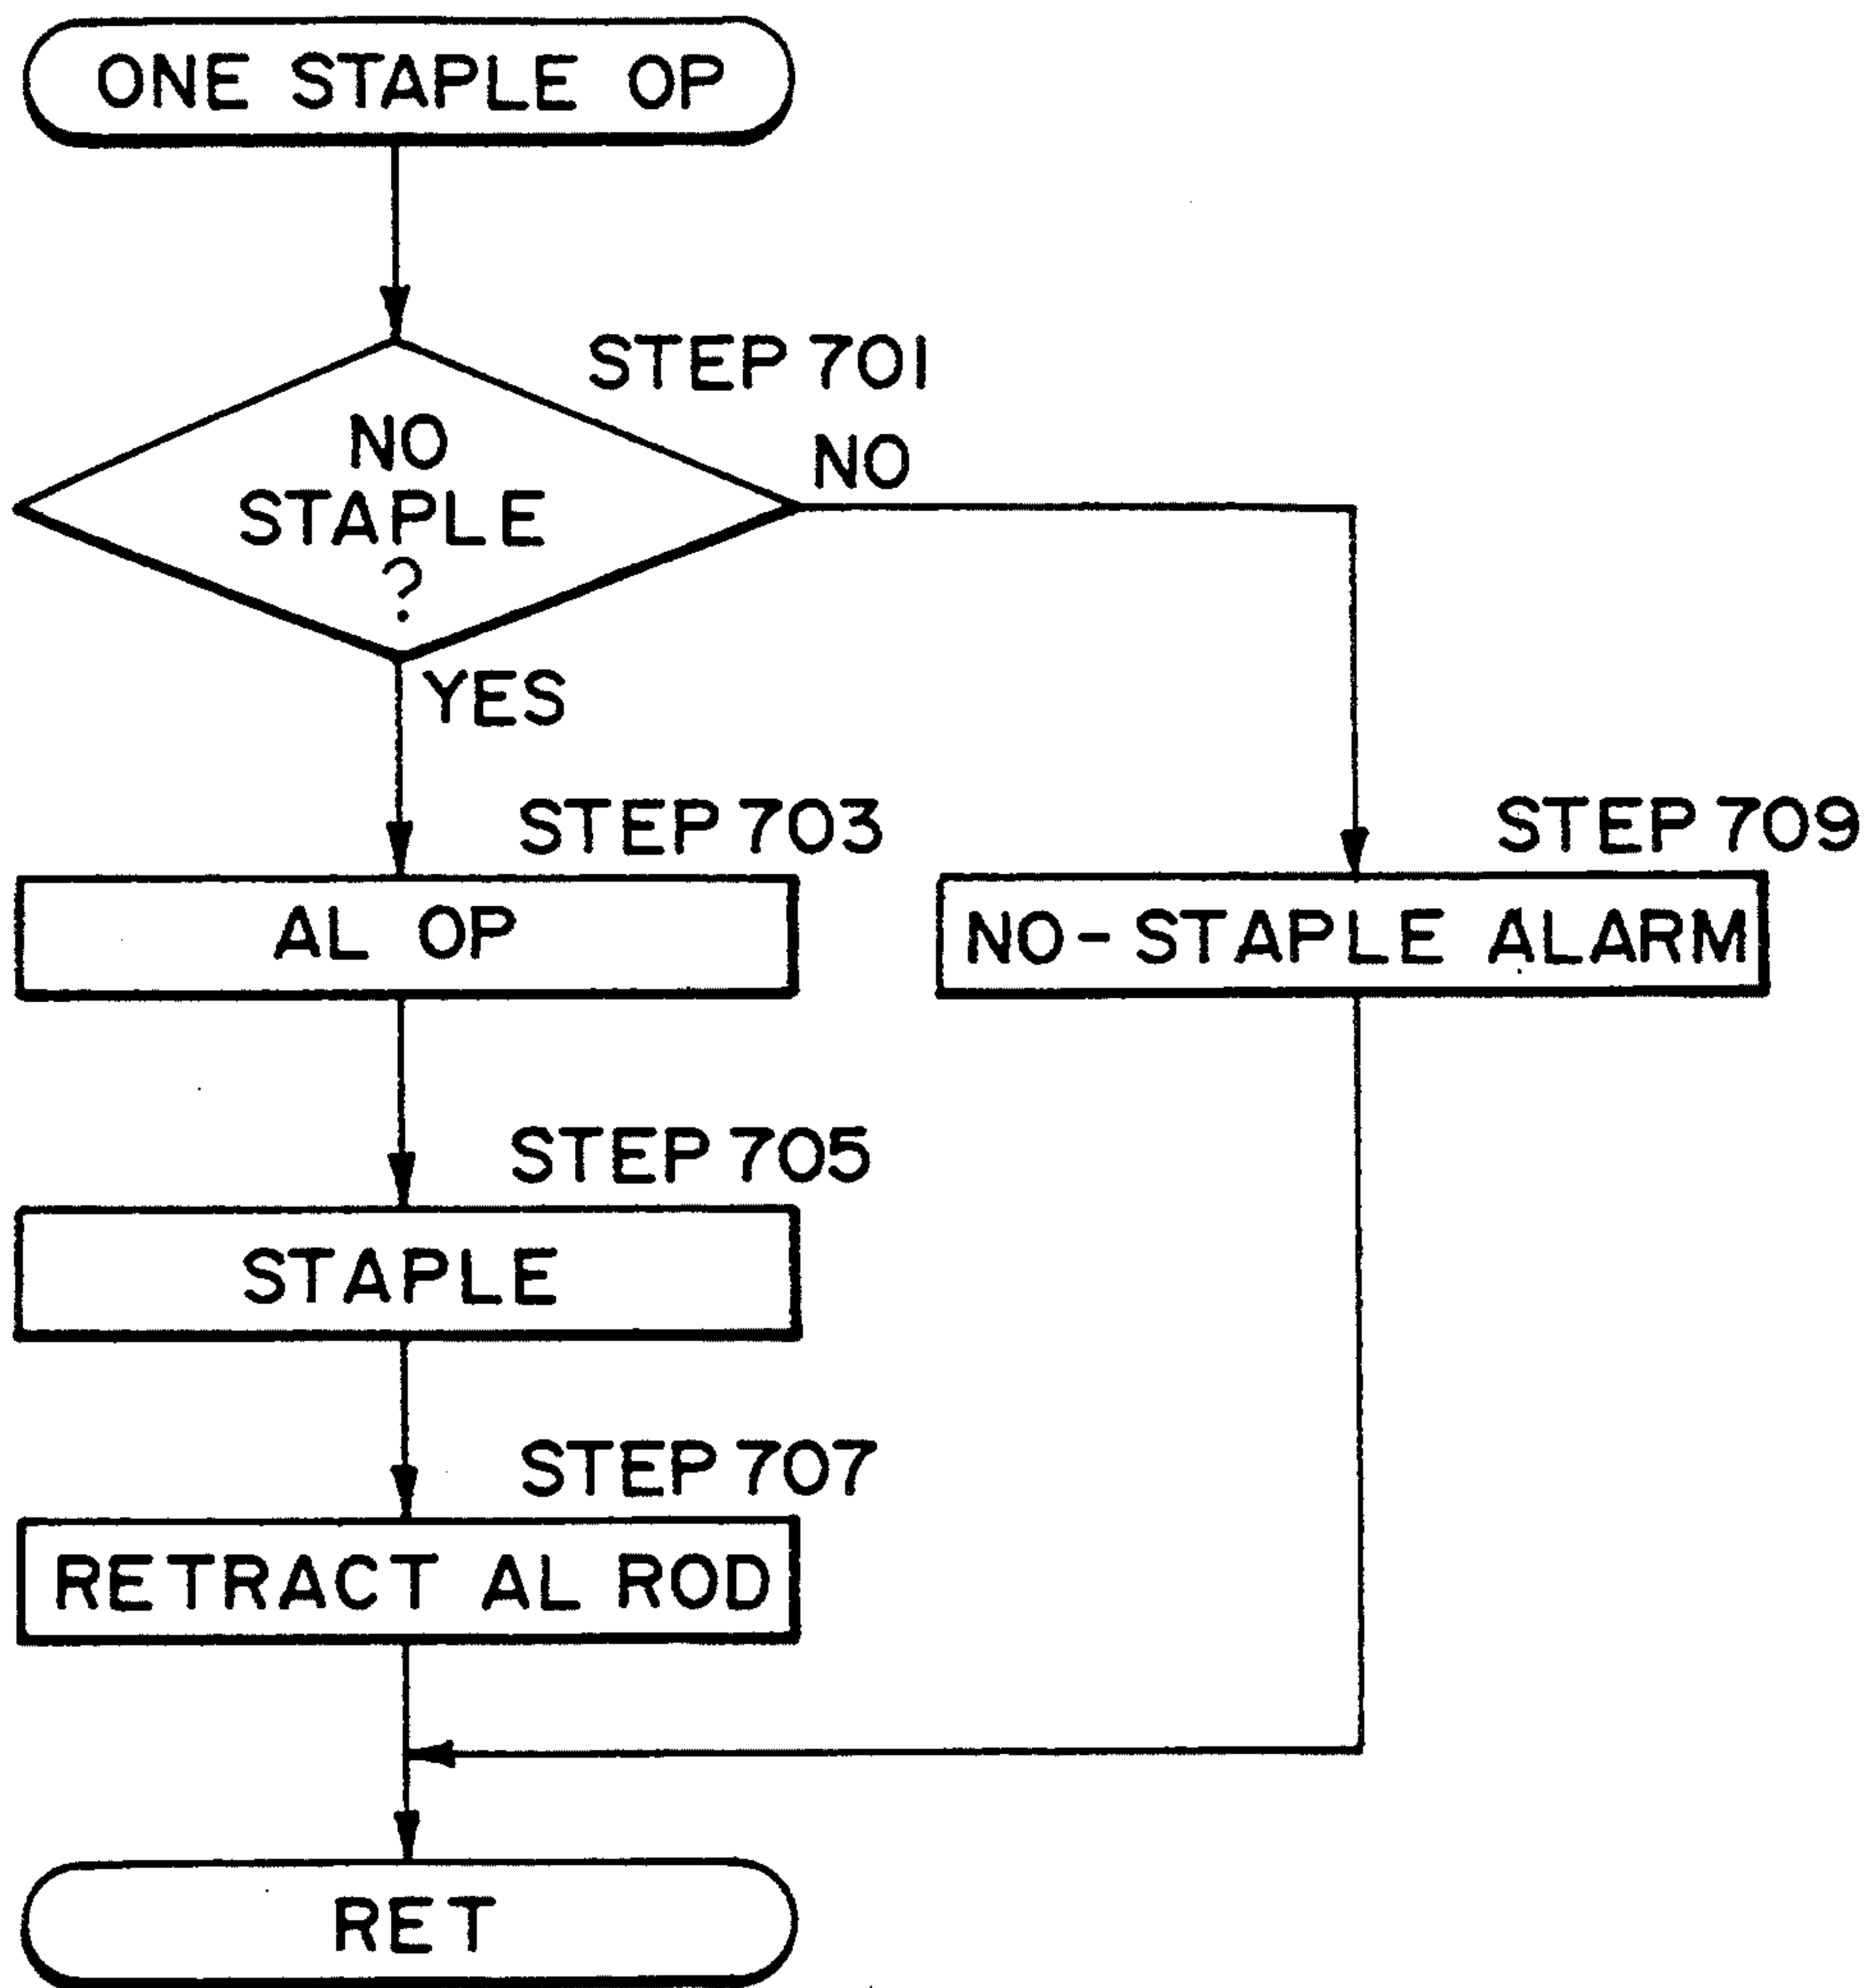 ONE STAPLE OP
STEP 701
NO
STAPLE
?
NO
YES
STEP 703
AL OP
STEP 709
NO-STAPLE ALARM
STEP 705
STAPLE
STEP 707
RETRACT AL ROD
RET